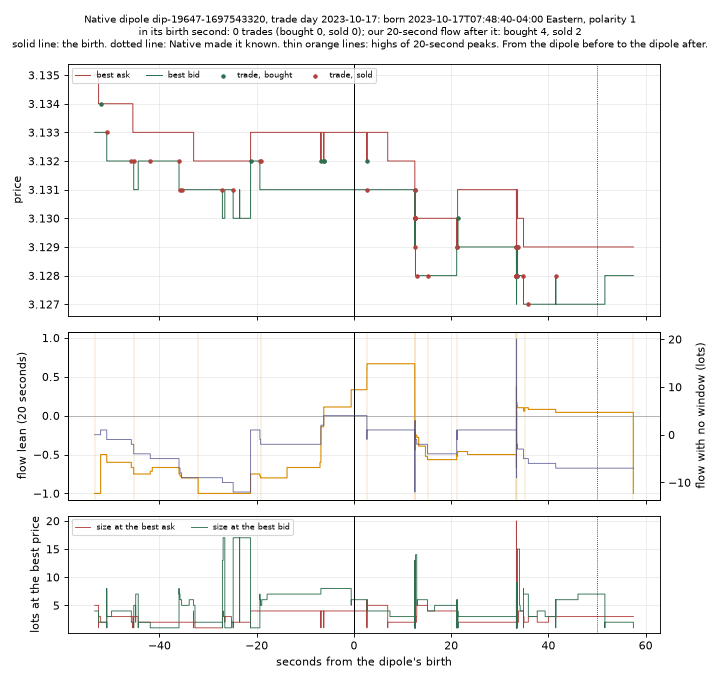 Native dipole dip-19647-1697543320, trade day 2023-10-17: born 2023-10-17T07:48:40-04:00 Eastern, polarity 1
in its birth second: 0 trades (bought 0, sold 0); our 20-second flow after it: bought 4, sold 2
solid line: the birth. dotted line: Native made it known. thin orange lines: highs of 20-second peaks. From the dipole before to the dipole after.
best ask
best bid
trade, bought
trade, sold
3.135
3.134
3.133
3.132
3.131
3.130
3.129
3.128
3.127
price
1.0
0.5
0.0
−0.5
−1.0
flow lean (20 seconds)
20
10
0
−10
flow with no window (lots)
size at the best ask
size at the best bid
20
15
10
5
lots at the best price
−40
−20
0
20
40
60
seconds from the dipole's birth